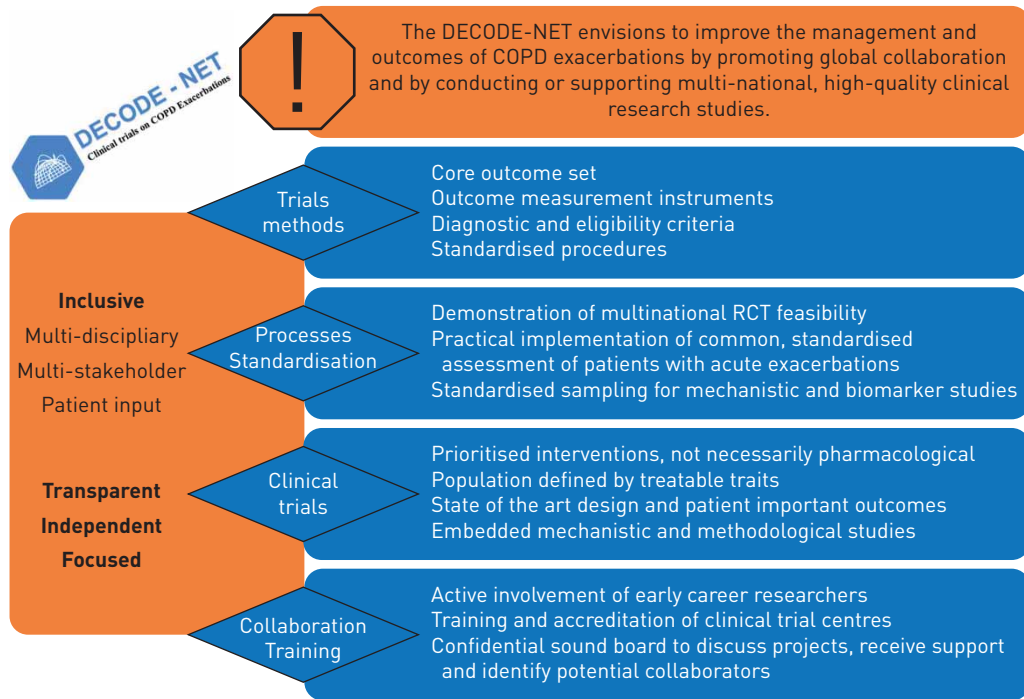 DECODE - NET
Clinical trials on COPD Exacerbations
!
The DECODE-NET envisions to improve the management and
outcomes of COPD exacerbations by promoting global collaboration
and by conducting or supporting multi-national, high-quality clinical
research studies.
Trials
methods
Core outcome set
Outcome measurement instruments
Diagnostic and eligibility criteria
Standardised procedures
Inclusive
Multi-discipliary
Multi-stakeholder
Patient input
Transparent
Independent
Focused
Processes
Standardisation
Demonstration of multinational RCT feasibility
Practical implementation of common, standardised
assessment of patients with acute exacerbations
Standardised sampling for mechanistic and biomarker studies
Clinical
trials
Prioritised interventions, not necessarily pharmacological
Population defined by treatable traits
State of the art design and patient important outcomes
Embedded mechanistic and methodological studies
Collaboration
Training
Active involvement of early career researchers
Training and accreditation of clinical trial centres
Confidential sound board to discuss projects, receive support
and identify potential collaborators